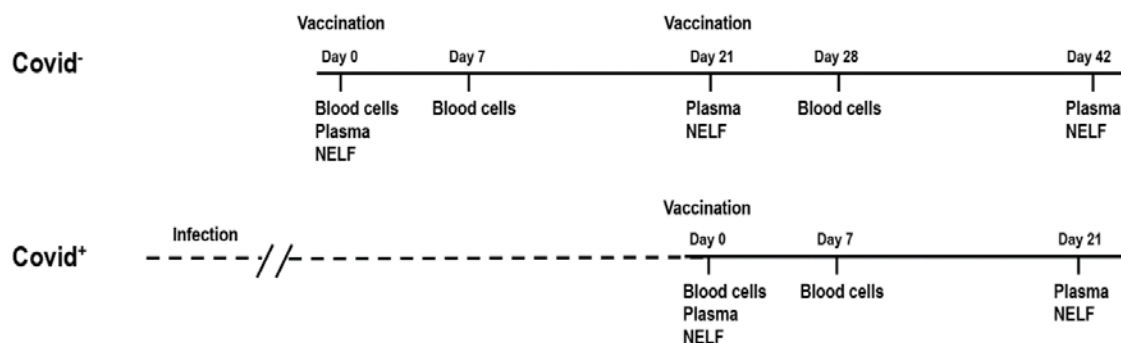 Vaccination Vaccination
Covid⁻ Day 0 Day 7 Day 21 Day 28 Day 42
Blood cells Blood cells Plasma Blood cells Plasma
Plasma NELF NELF
NELF
Vaccination
Infection
Covid⁺ Day 0 Day 7 Day 21
Blood cells Blood cells Plasma
Plasma NELF
NELF